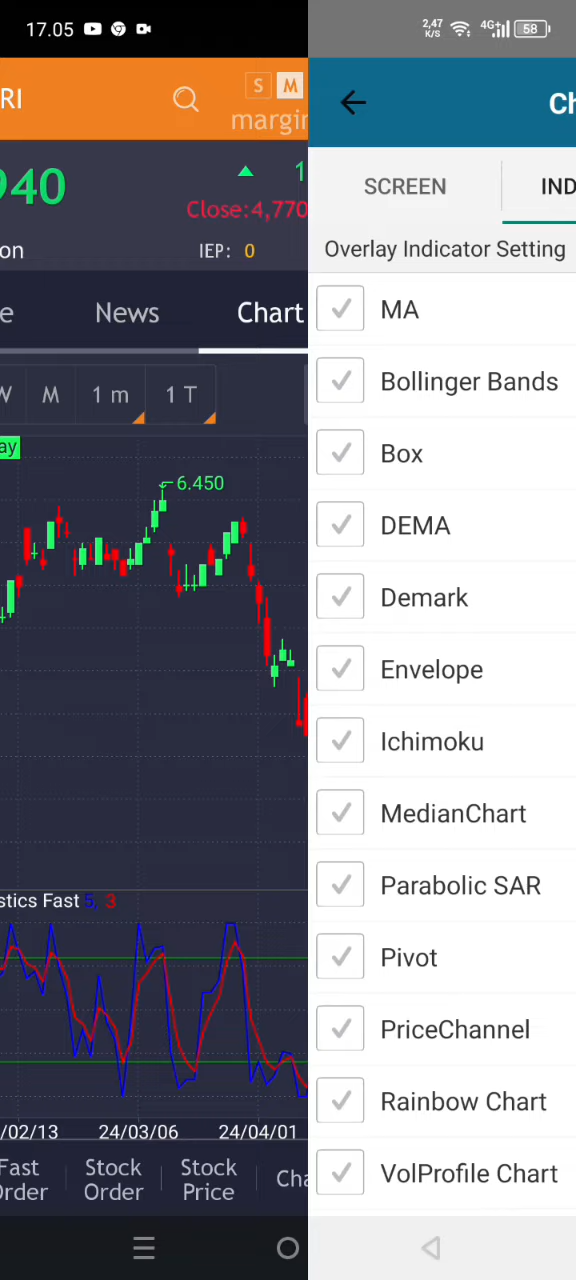 17.05
RI
S M
margin
940
1
Close:4,770
on
IEP: 0
e News Chart
W M 1 m 1 T
ay
6.450
stics Fast 5, 3
/02/13 24/03/06 24/04/01
Fast Order
Stock Order
Stock Price
Cha
2,47 K/S 4G+ 58
Ch
SCREEN IND
Overlay Indicator Setting
MA
Bollinger Bands
Box
DEMA
Demark
Envelope
Ichimoku
MedianChart
Parabolic SAR
Pivot
PriceChannel
Rainbow Chart
VolProfile Chart